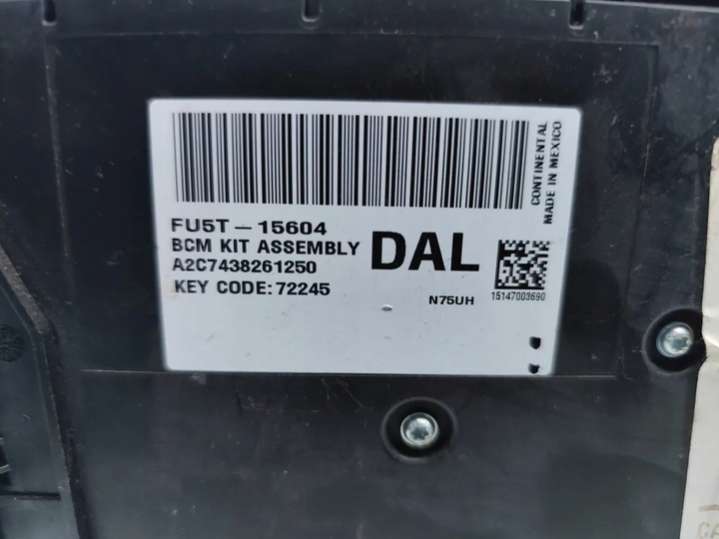 CONTINENTAL
MADE IN MEXICO
FU5T-15604
BCM KIT ASSEMBLY
DAL
A2C7438261250
KEY CODE:72245
N75UH
15147003690